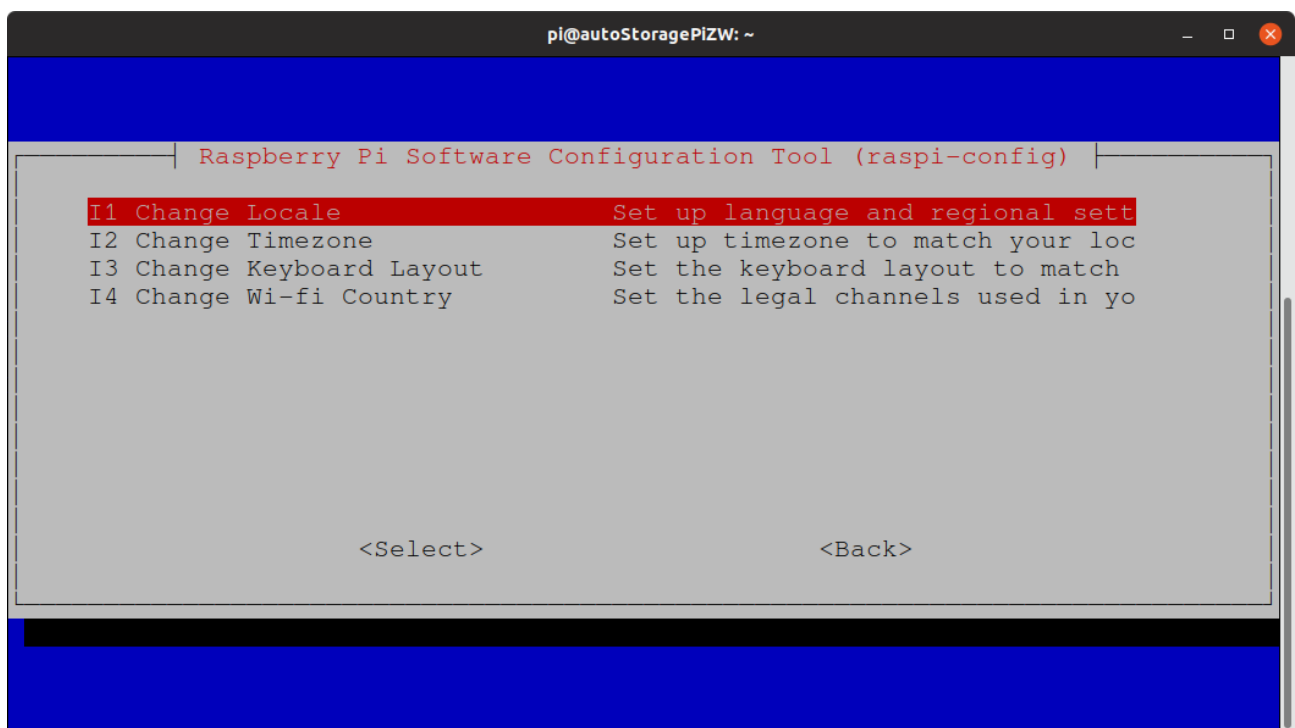 pi@autoStoragePiZW: ~
Raspberry Pi Software Configuration Tool (raspi-config)
I1 Change Locale Set up language and regional sett
I2 Change Timezone Set up timezone to match your loc
I3 Change Keyboard Layout Set the keyboard layout to match
I4 Change Wi-fi Country Set the legal channels used in yo
<Select> <Back>